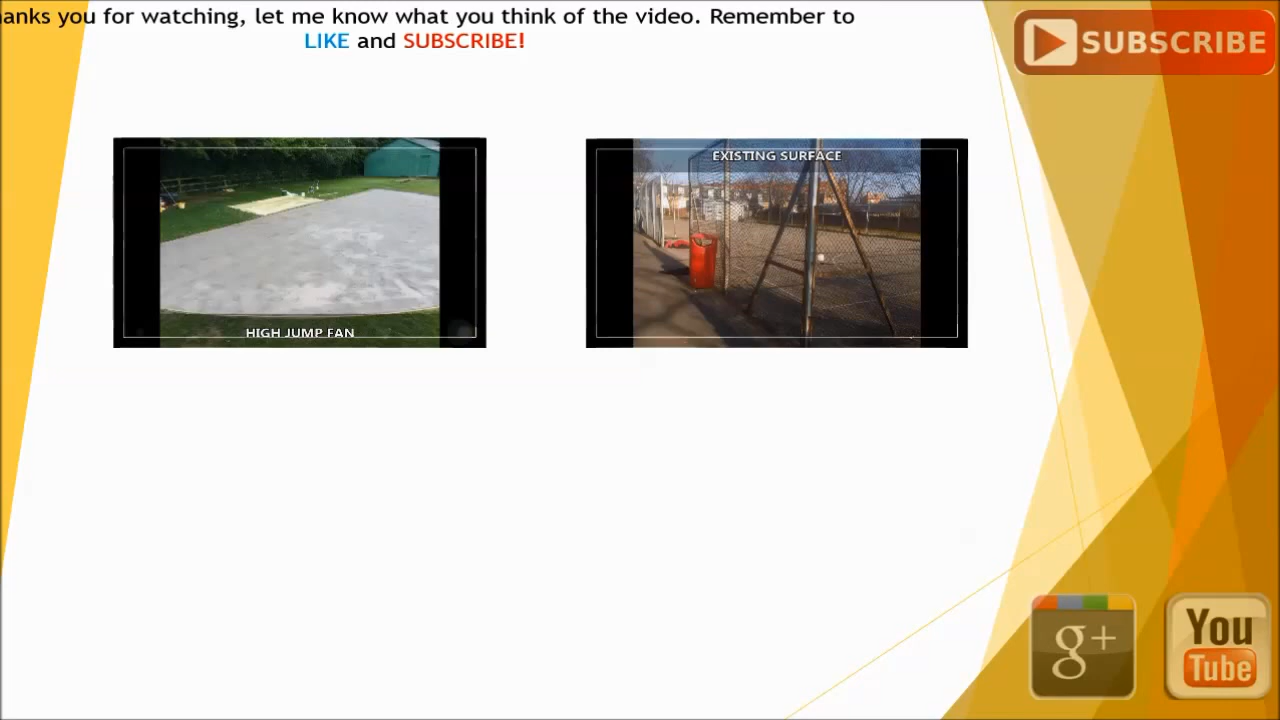 anks you for watching, let me know what you think of the video. Remember to
LIKE and SUBSCRIBE!
SUBSCRIBE
EXISTING SURFACE
HIGH JUMP FAN
g+
You
Tube